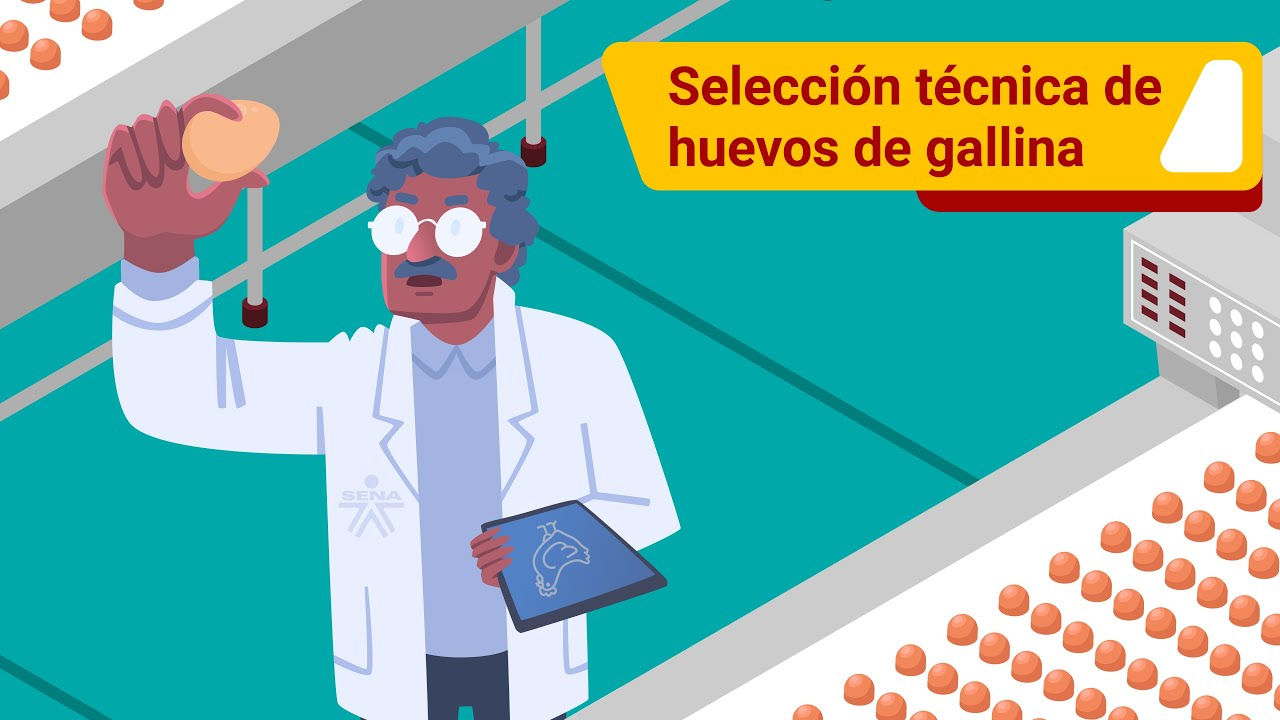 Selección técnica de
huevos de gallina
SENA